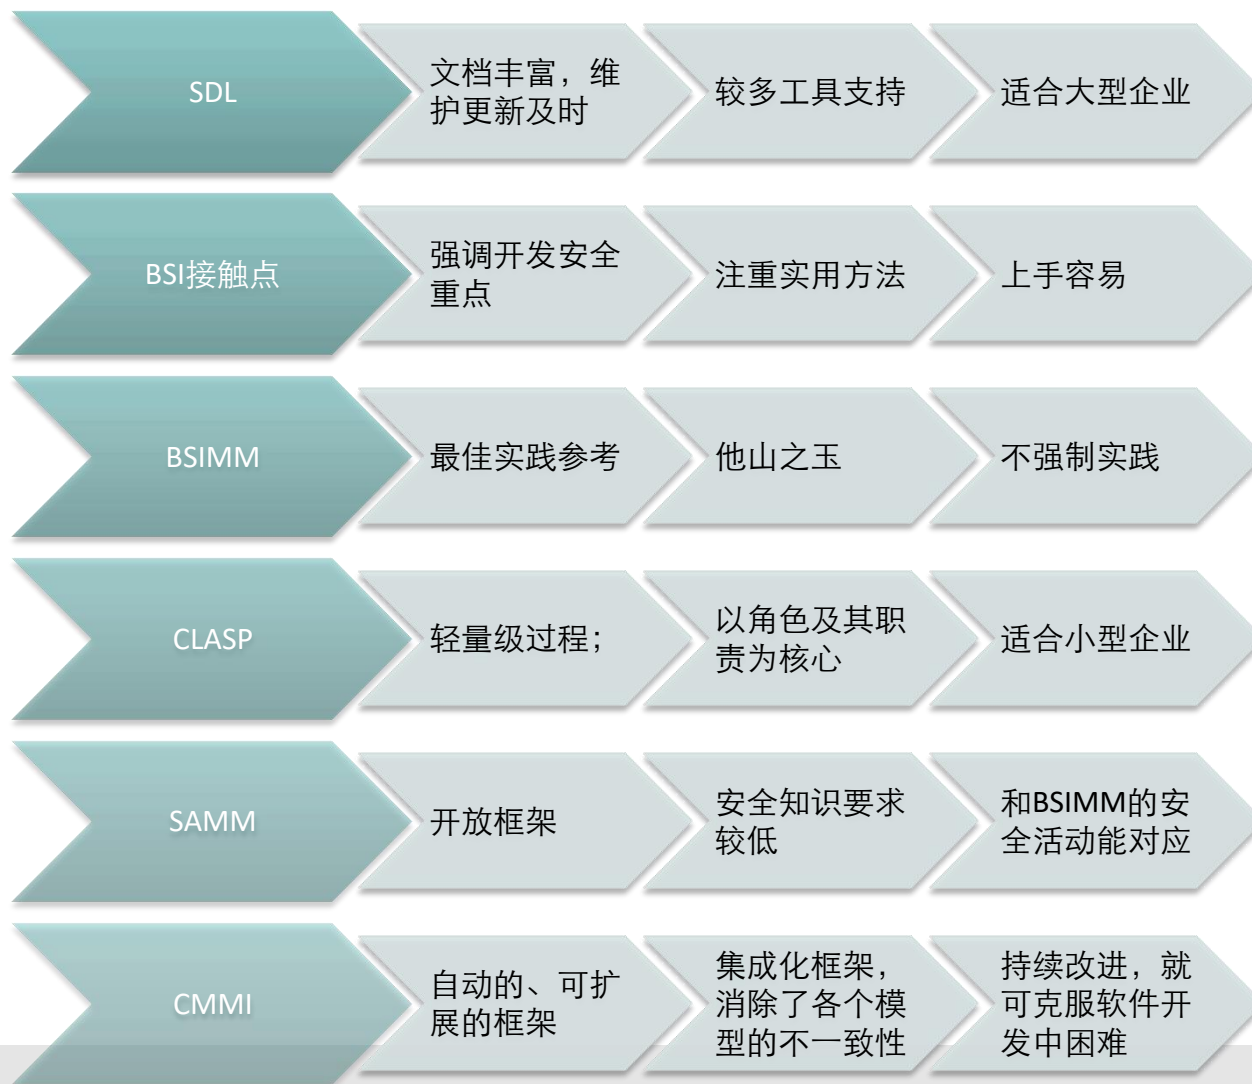 SDL
文档丰富，维
护更新及时
较多工具支持
适合大型企业
BSI接触点
强调开发安全
重点
注重实用方法
上手容易
BSIMM
最佳实践参考
他山之玉
不强制实践
CLASP
轻量级过程；
以角色及其职
责为核心
适合小型企业
SAMM
开放框架
安全知识要求
较低
和BSIMM的安
全活动能对应
CMMI
自动的、可扩
展的框架
集成化框架，
消除了各个模
型的不一致性
持续改进，就
可克服软件开
发中困难